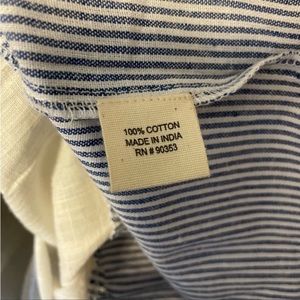 100% COTTON
MADE IN INDIA
RN # 90353